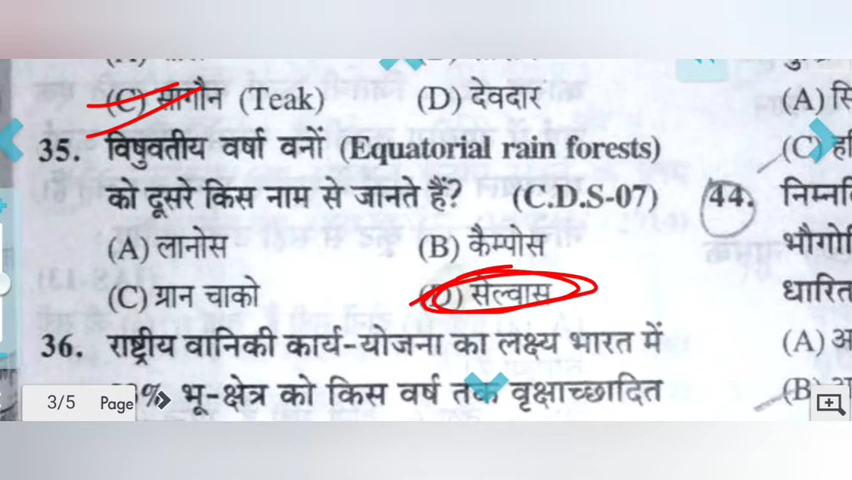 (C) सागौन (Teak)
(D) देवदार
35. विषुवतीय वर्षा वनों (Equatorial rain forests)
को दूसरे किस नाम से जानते हैं? (C.D.S-07)
(A) लानोस
(B) कैम्पोस
(C) ग्रान चाको
(D) सेल्वास
36. राष्ट्रीय वानिकी कार्य-योजना का लक्ष्य भारत में
भू-क्षेत्र को किस वर्ष तक वृक्षाच्छादित
3/5 Page
(A)
(C)
44.
(A)
(B)